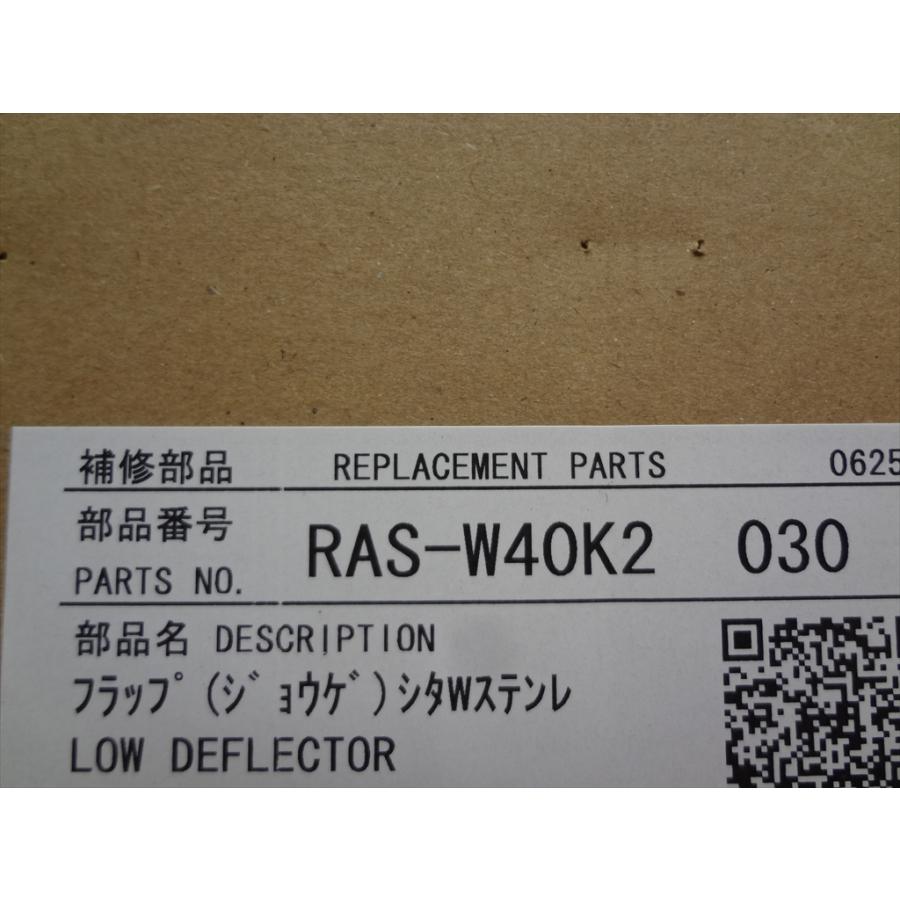 補修部品 REPLACEMENT PARTS 0625
部品番号
PARTS NO. RAS-W40K2 030
部品名 DESCRIPTION
フラップ(ジョウゲ)シタWステンレ
LOW DEFLECTOR